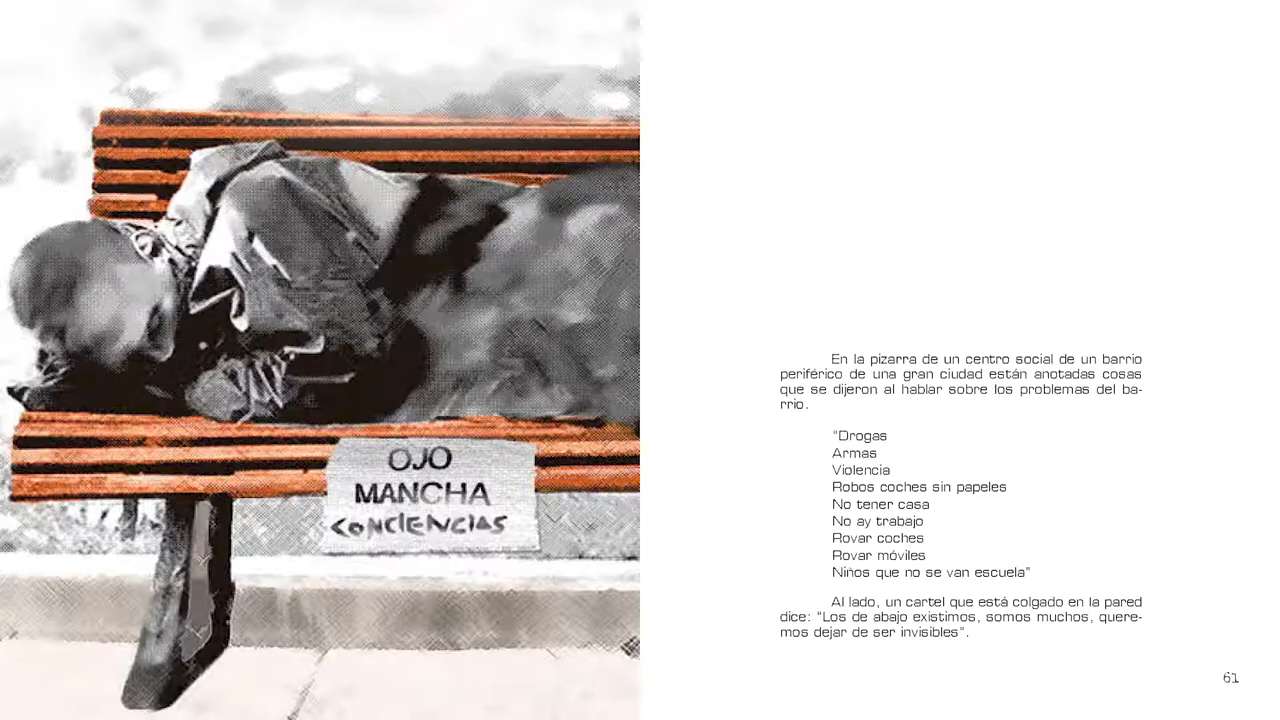 OJO
MANCHA
CONCIENCIAS
En la pizarra de un centro social de un barrio
periférico de una gran ciudad están anotadas cosas
que se dijeron al hablar sobre los problemas del ba-
rrio.
"Drogas
Armas
Violencia
Robos coches sin papeles
No tener casa
No ay trabajo
Rovar coches
Rovar móviles
Niños que no se van escuela"
Al lado, un cartel que está colgado en la pared
dice: "Los de abajo existimos, somos muchos, quere-
mos dejar de ser invisibles".
61